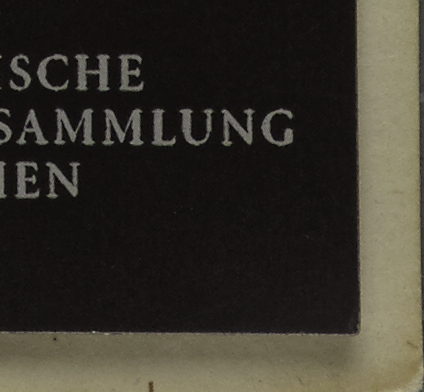 ISCHE
SAMMLUNG
IEN